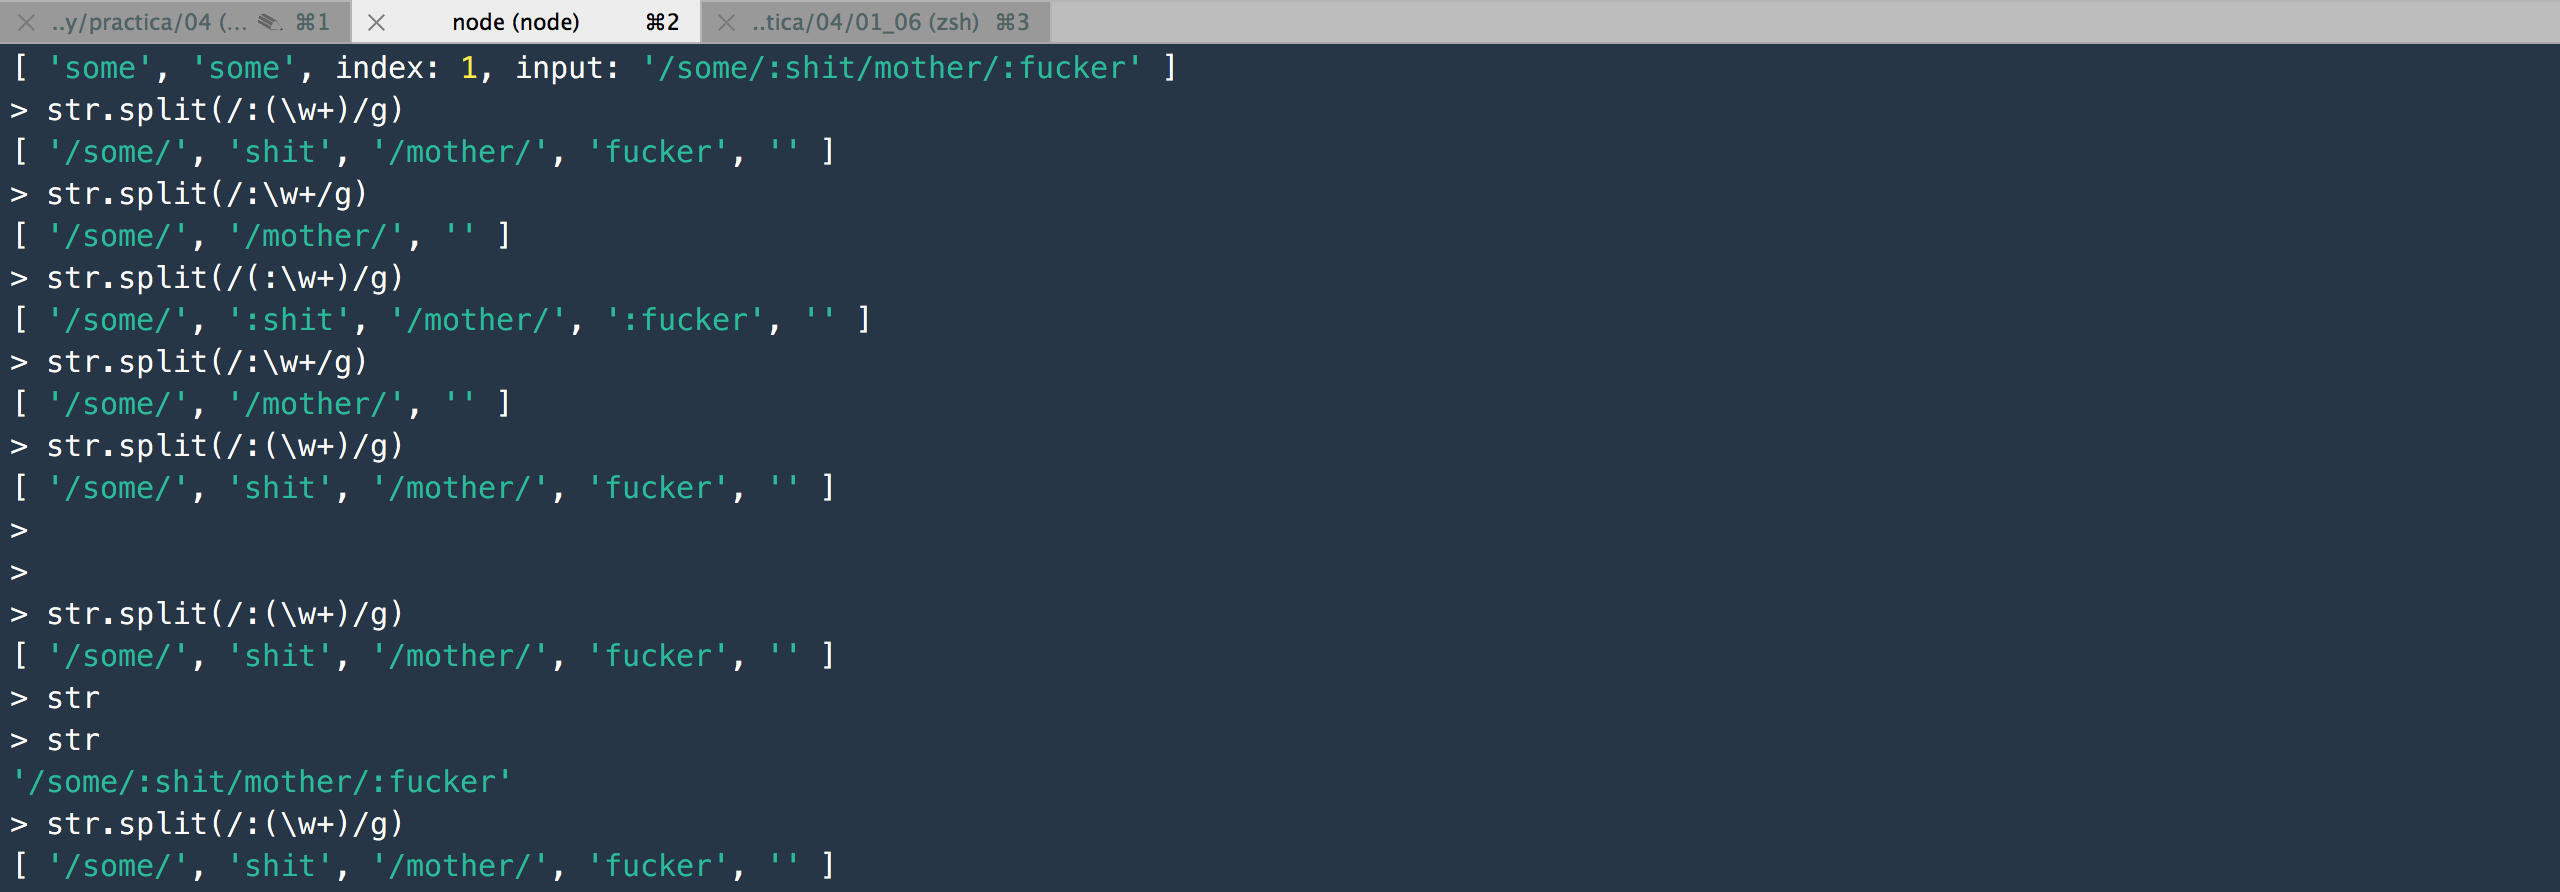 ..y/practica/04 (... ⌘1 node (node) ⌘2 ..tica/04/01_06 (zsh) ⌘3
[ 'some', 'some', index: 1, input: '/some/:shit/mother/:fucker' ]
> str.split(/:(\w+)/g)
[ '/some/', 'shit', '/mother/', 'fucker', '' ]
> str.split(/:\w+/g)
[ '/some/', '/mother/', '' ]
> str.split(/(:\w+)/g)
[ '/some/', ':shit', '/mother/', ':fucker', '' ]
> str.split(/:\w+/g)
[ '/some/', '/mother/', '' ]
> str.split(/:(\w+)/g)
[ '/some/', 'shit', '/mother/', 'fucker', '' ]
>
>
> str.split(/:(\w+)/g)
[ '/some/', 'shit', '/mother/', 'fucker', '' ]
> str
> str
'/some/:shit/mother/:fucker'
> str.split(/:(\w+)/g)
[ '/some/', 'shit', '/mother/', 'fucker', '' ]